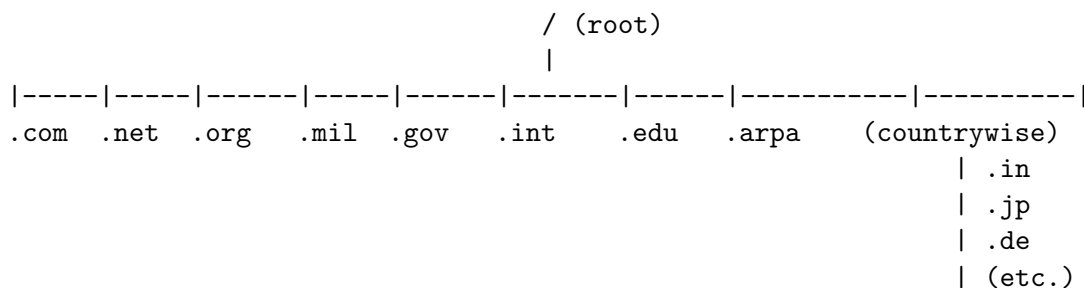 / (root)
|
|-----|-----|------|-----|------|-------|------|-----------|----------|
.com .net .org .mil .gov .int .edu .arpa (countrywise)
| .in
| .jp
| .de
| (etc.)